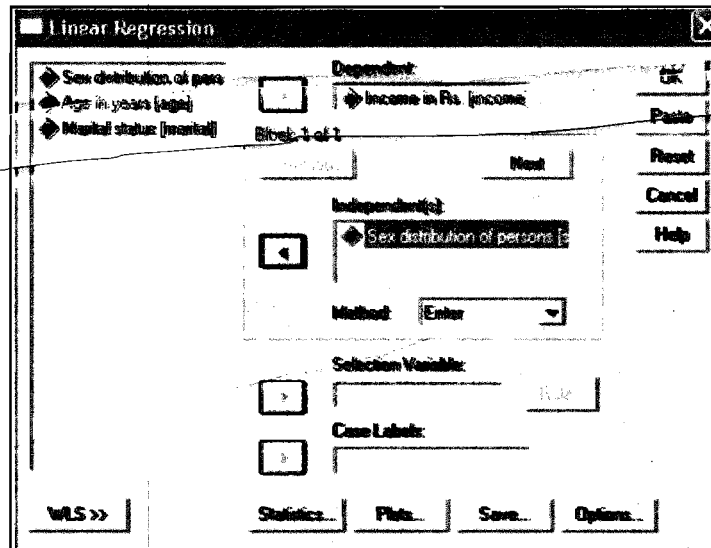 Linear Regression
Sex distribution of pers
Age in years [age]
Marital status [marital]
Dependent:
Income in Rs. [income
Block 1 of 1
Next
Independent(s):
Sex distribution of persons [s
Method: Enter
Selection Variable:
Rule
Case Labels:
WLS >>
Statistics...
Plots...
Save...
Options...
OK
Paste
Reset
Cancel
Help